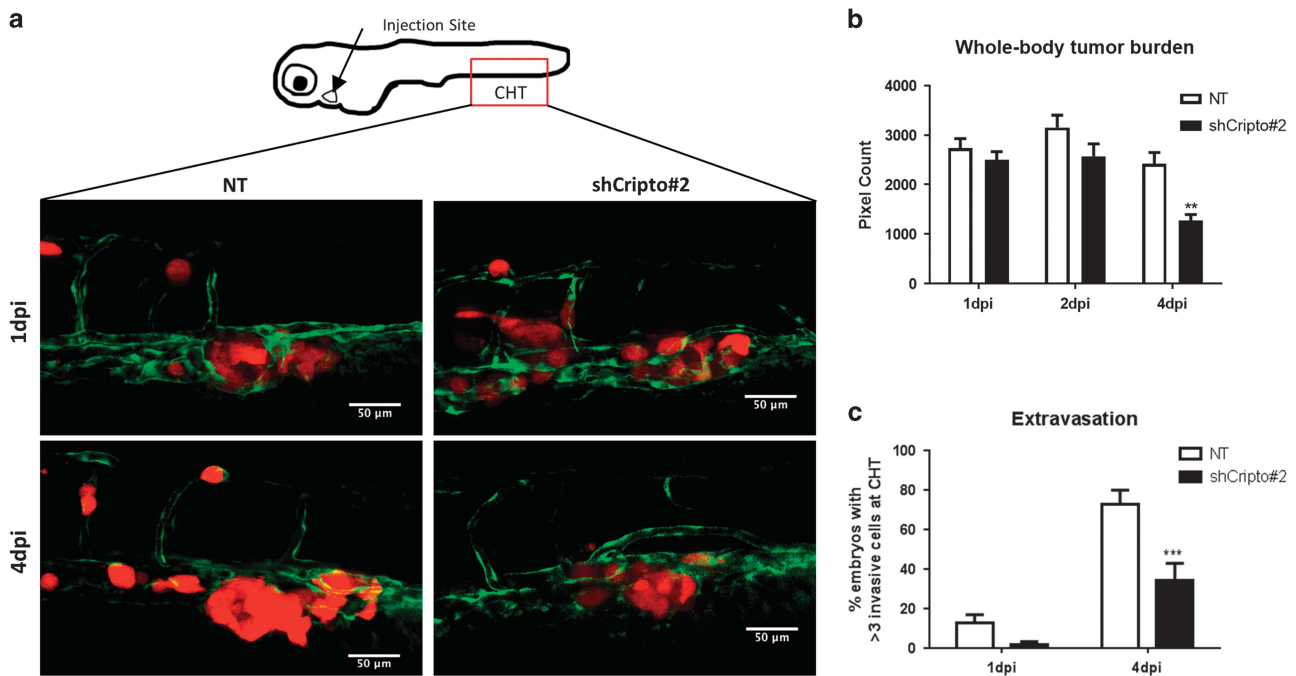 a
Injection Site
CHT
NT
shCripto#2
1dpi
50 µm
50 µm
4dpi
50 µm
50 µm
b
Whole-body tumor burden
NT
shCripto#2
Pixel Count
4000
3000
2000
1000
0
**
1dpi
2dpi
4dpi
c
Extravasation
NT
shCripto#2
% embryos with
>3 invasive cells at CHT
100
80
60
40
20
0
***
1dpi
4dpi